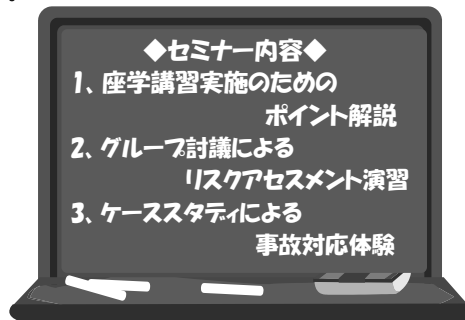 ◆セミナー内容◆
1、座学講習実施のための
ポイント解説
2、グループ討議による
リスクアセスメント演習
3、ケーススタディによる
事故対応体験